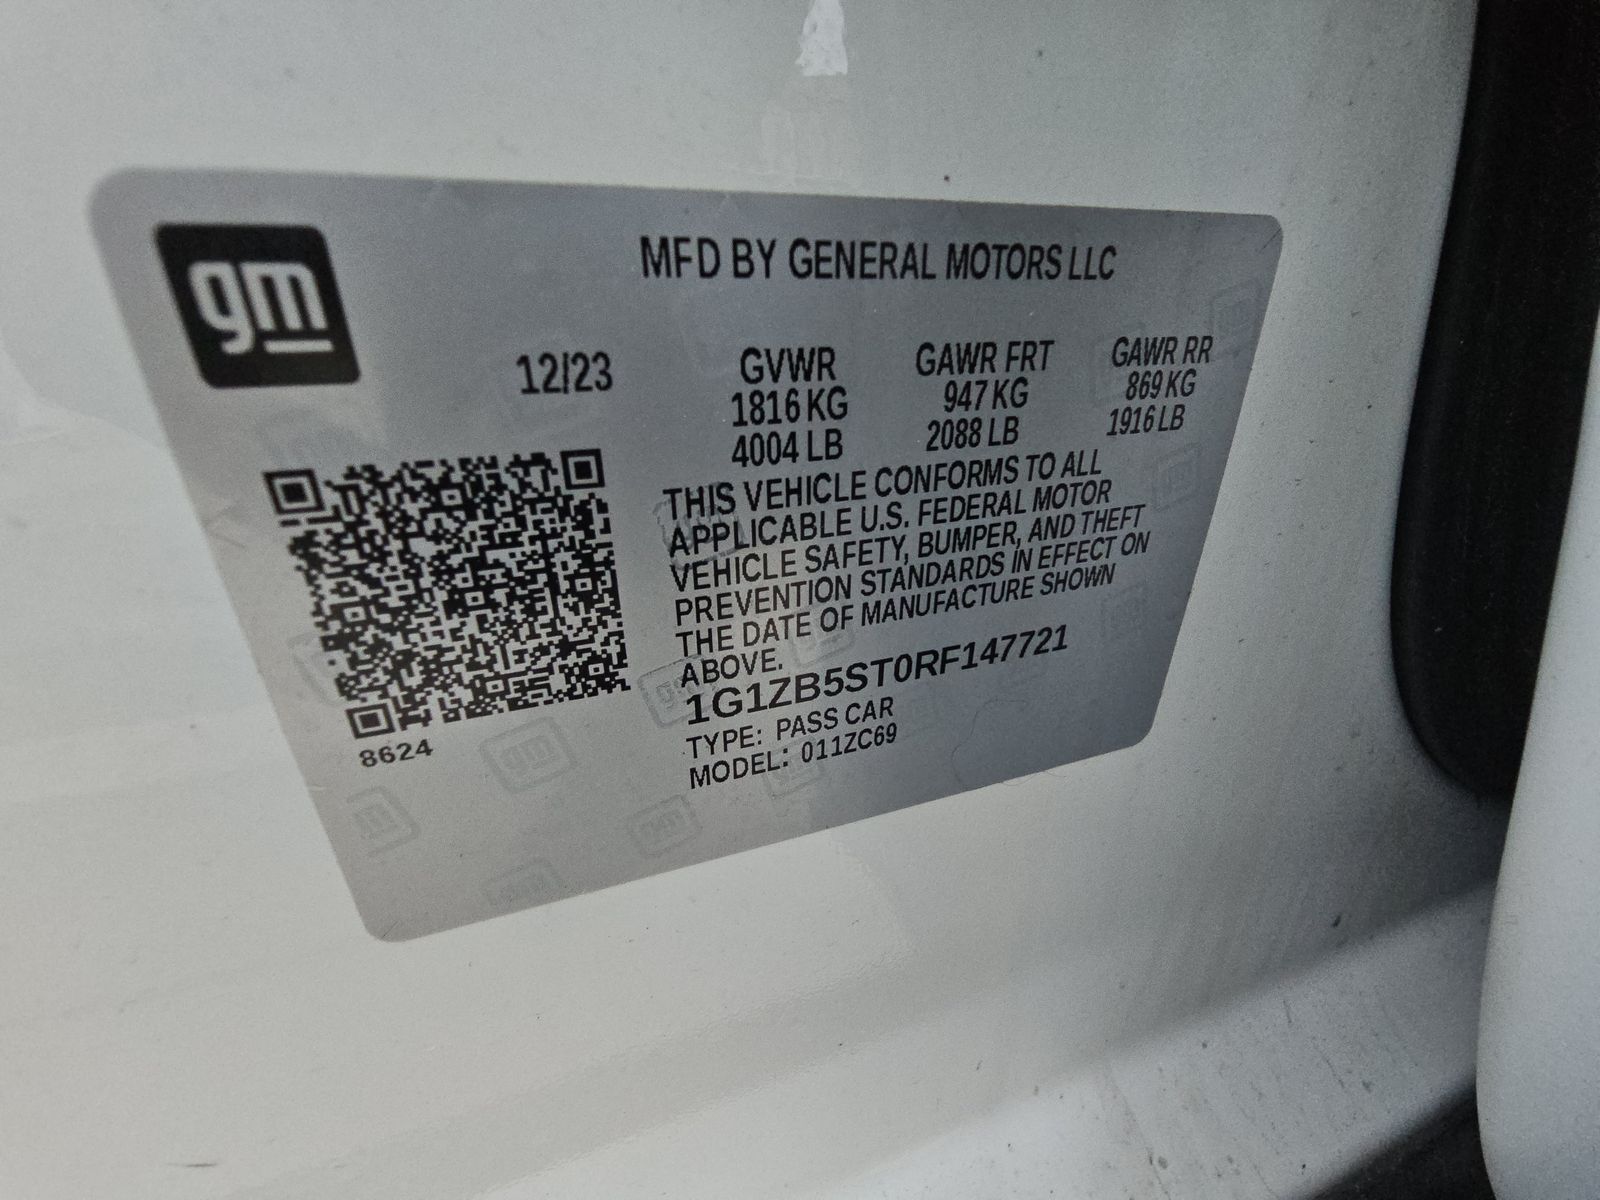 gm
MFD BY GENERAL MOTORS LLC
12/23
GVWR
1816 KG
4004 LB
GAWR FRT
947 KG
2088 LB
GAWR RR
869 KG
1916 LB
THIS VEHICLE CONFORMS TO ALL
APPLICABLE U.S. FEDERAL MOTOR
VEHICLE SAFETY, BUMPER, AND THEFT
PREVENTION STANDARDS IN EFFECT ON
THE DATE OF MANUFACTURE SHOWN
ABOVE.
1G1ZB5ST0RF147721
TYPE: PASS CAR
MODEL: 011ZC69
8624